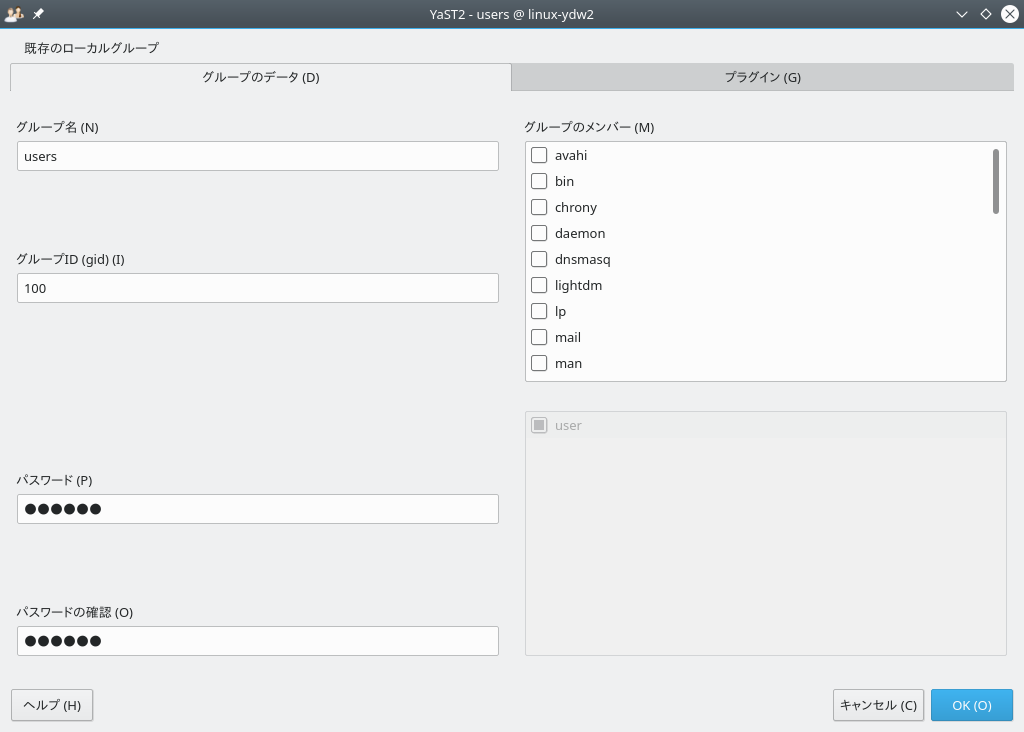 YaST2 - users @ linux-ydw2
既存のローカルグループ
グループのデータ (D)
プラグイン (G)
グループ名 (N)
users
グループID (gid) (I)
100
パスワード (P)
●●●●●●
パスワードの確認 (O)
●●●●●●
グループのメンバー (M)
avahi
bin
chrony
daemon
dnsmasq
lightdm
lp
mail
man
user
ヘルプ (H)
キャンセル (C)
OK (O)